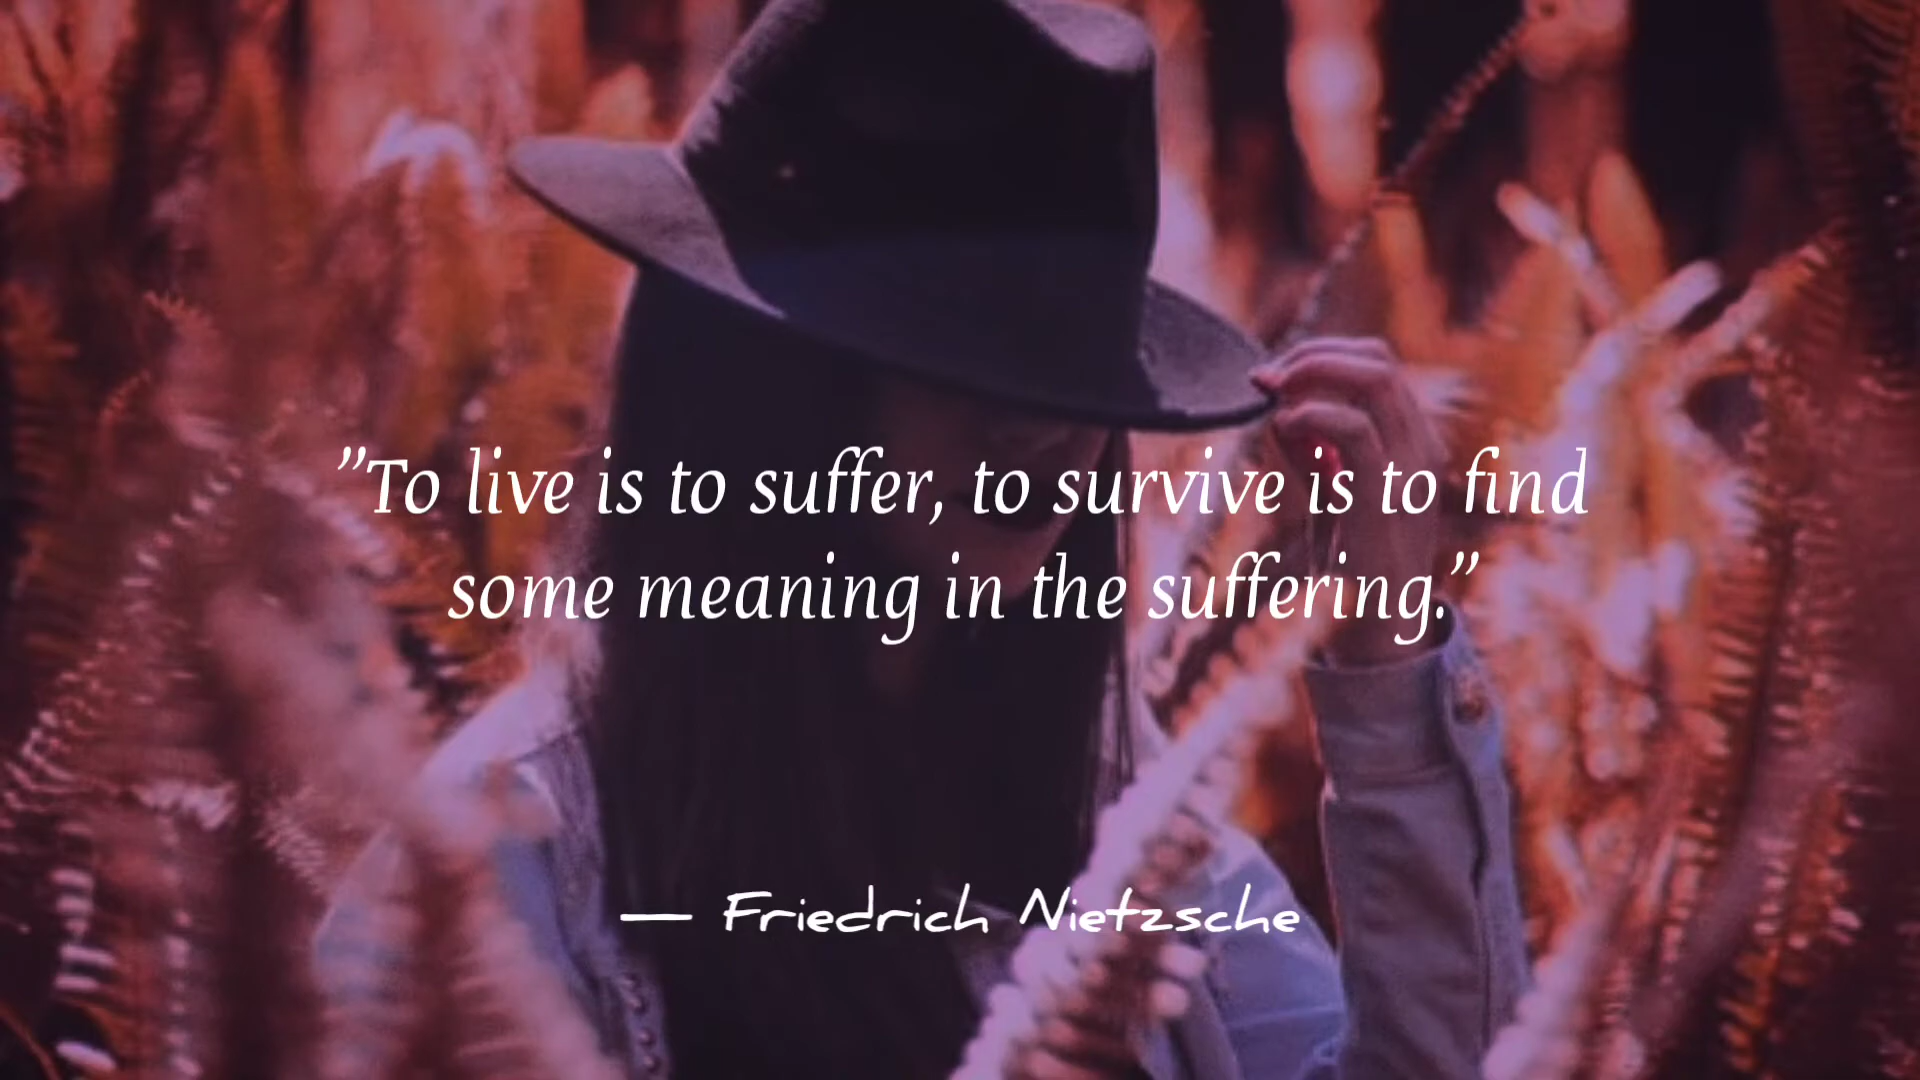 ”To live is to suffer, to survive is to find
some meaning in the suffering.”
— Friedrich Nietzsche